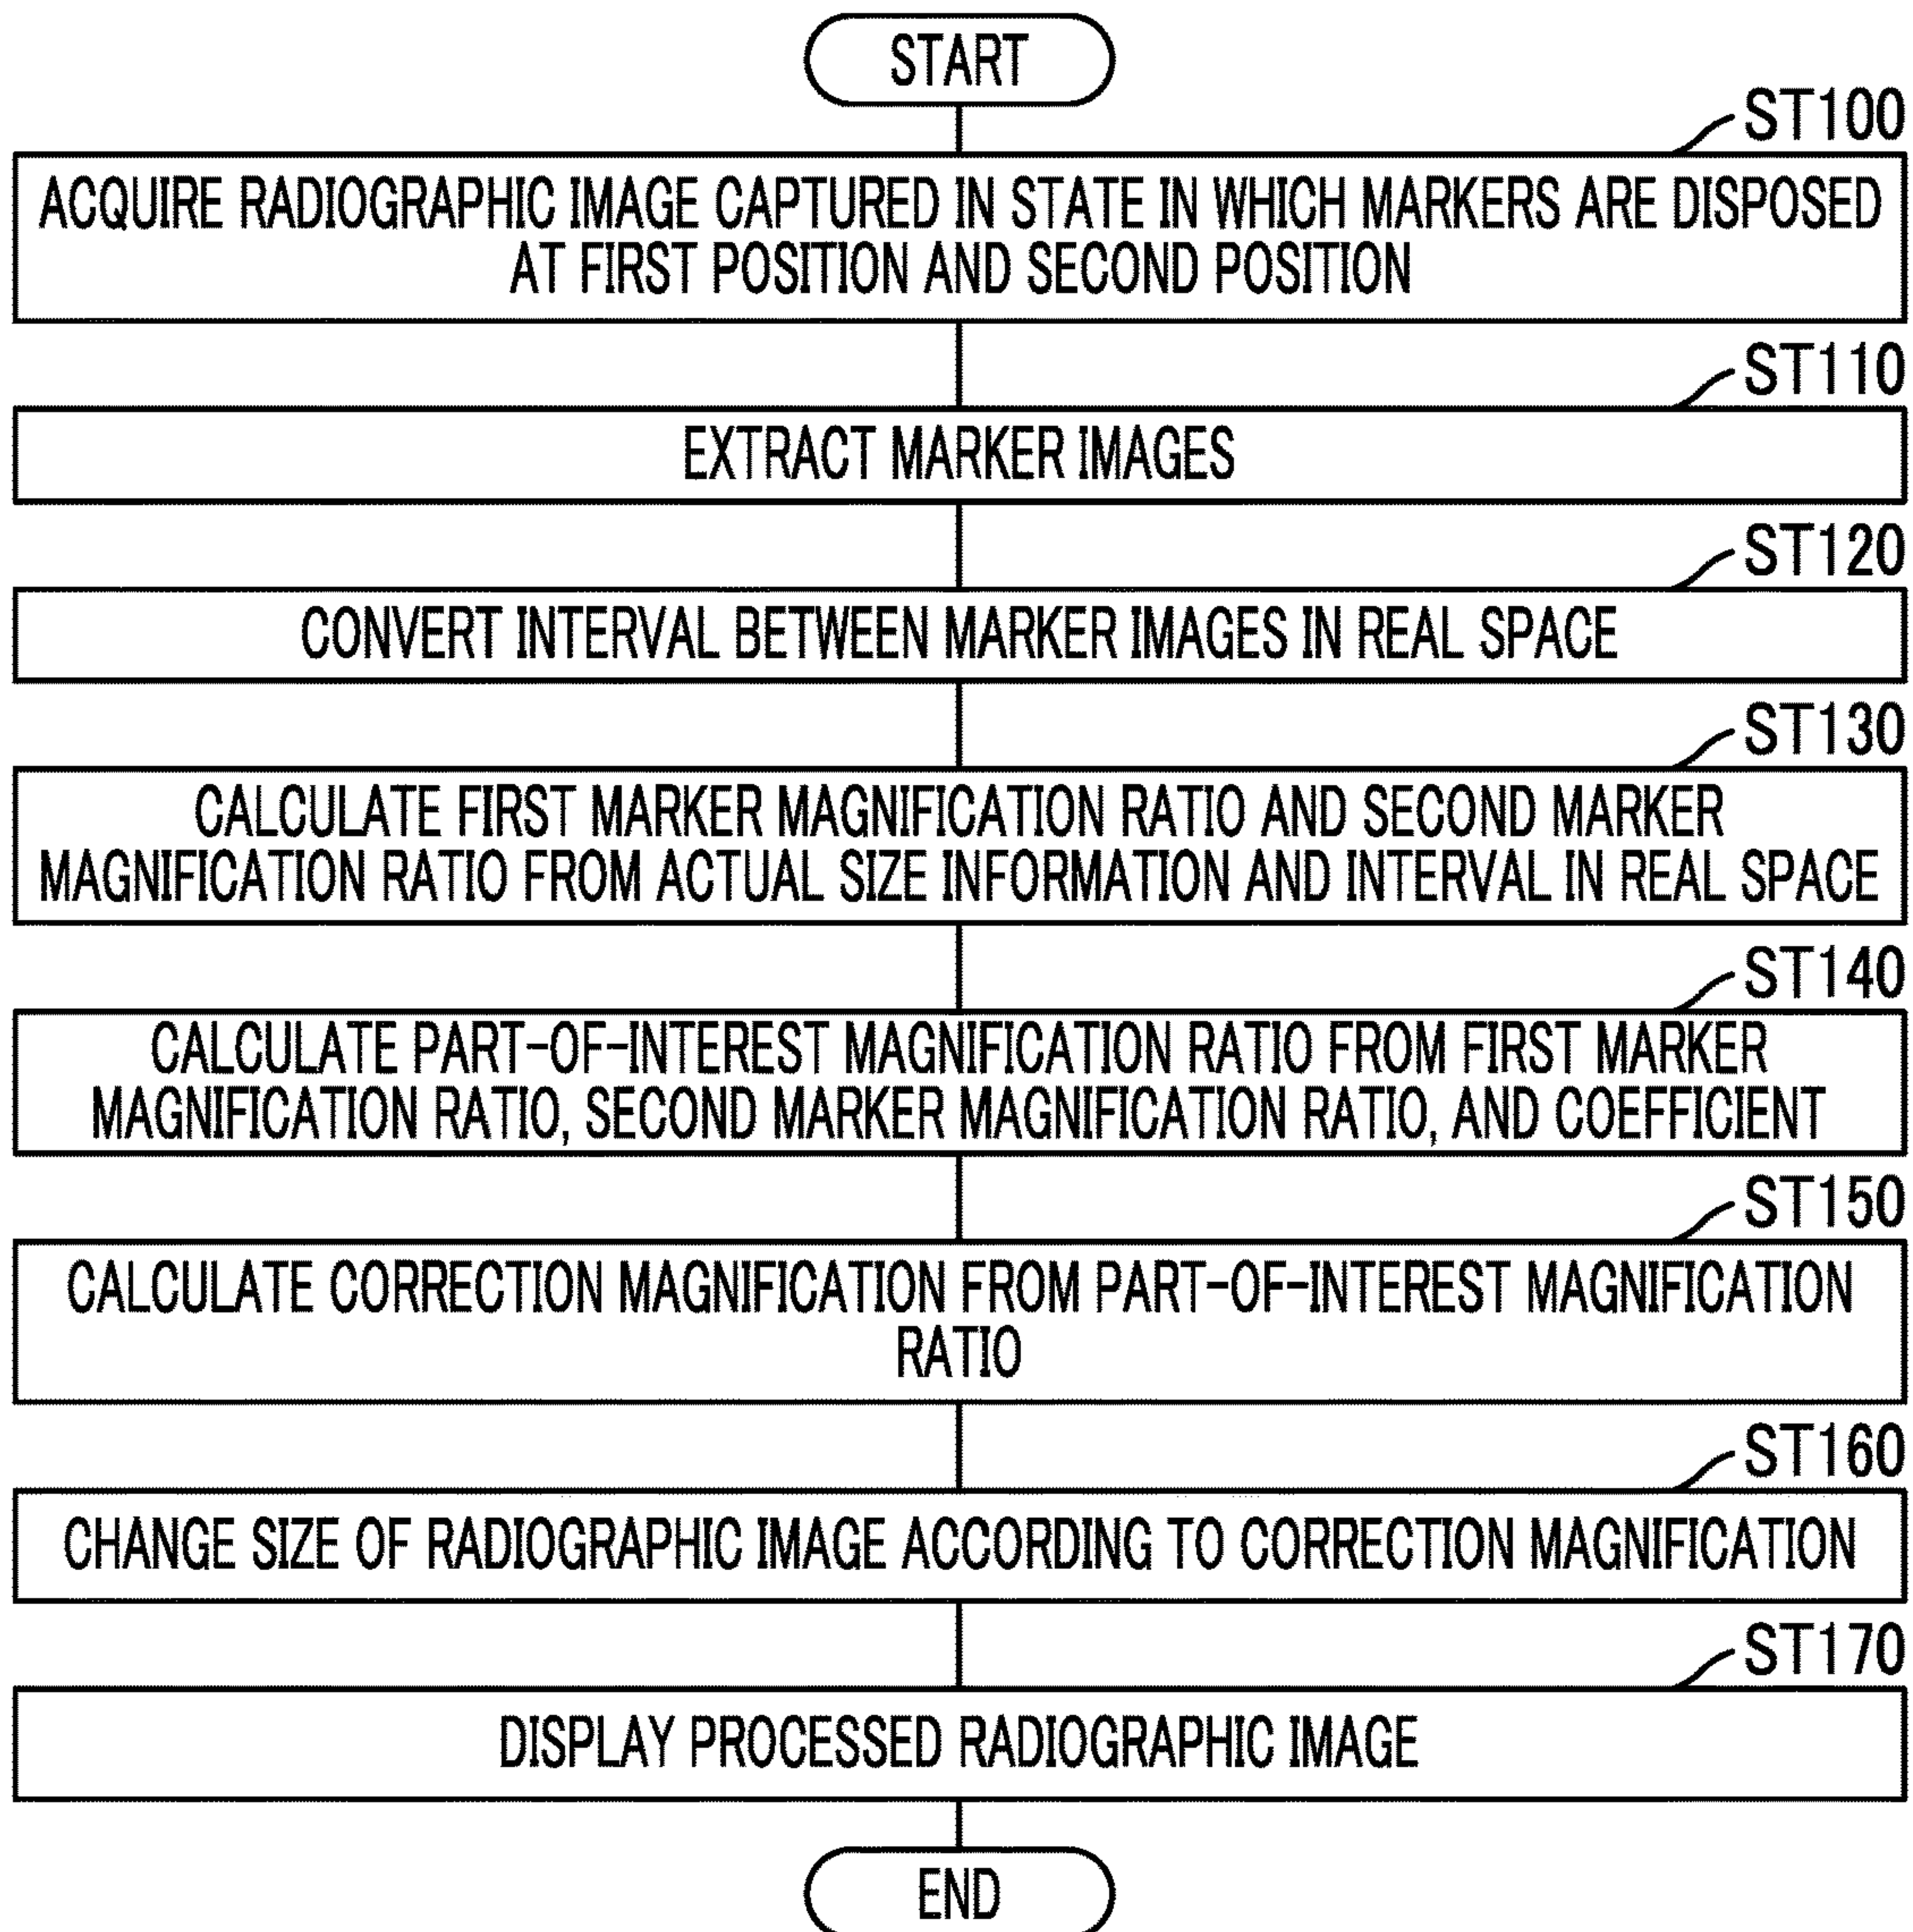 START
ST100
ACQUIRE RADIOGRAPHIC IMAGE CAPTURED IN STATE IN WHICH MARKERS ARE DISPOSED
AT FIRST POSITION AND SECOND POSITION
ST110
EXTRACT MARKER IMAGES
ST120
CONVERT INTERVAL BETWEEN MARKER IMAGES IN REAL SPACE
ST130
CALCULATE FIRST MARKER MAGNIFICATION RATIO AND SECOND MARKER
MAGNIFICATION RATIO FROM ACTUAL SIZE INFORMATION AND INTERVAL IN REAL SPACE
ST140
CALCULATE PART-OF-INTEREST MAGNIFICATION RATIO FROM FIRST MARKER
MAGNIFICATION RATIO, SECOND MARKER MAGNIFICATION RATIO, AND COEFFICIENT
ST150
CALCULATE CORRECTION MAGNIFICATION FROM PART-OF-INTEREST MAGNIFICATION
RATIO
ST160
CHANGE SIZE OF RADIOGRAPHIC IMAGE ACCORDING TO CORRECTION MAGNIFICATION
ST170
DISPLAY PROCESSED RADIOGRAPHIC IMAGE
END